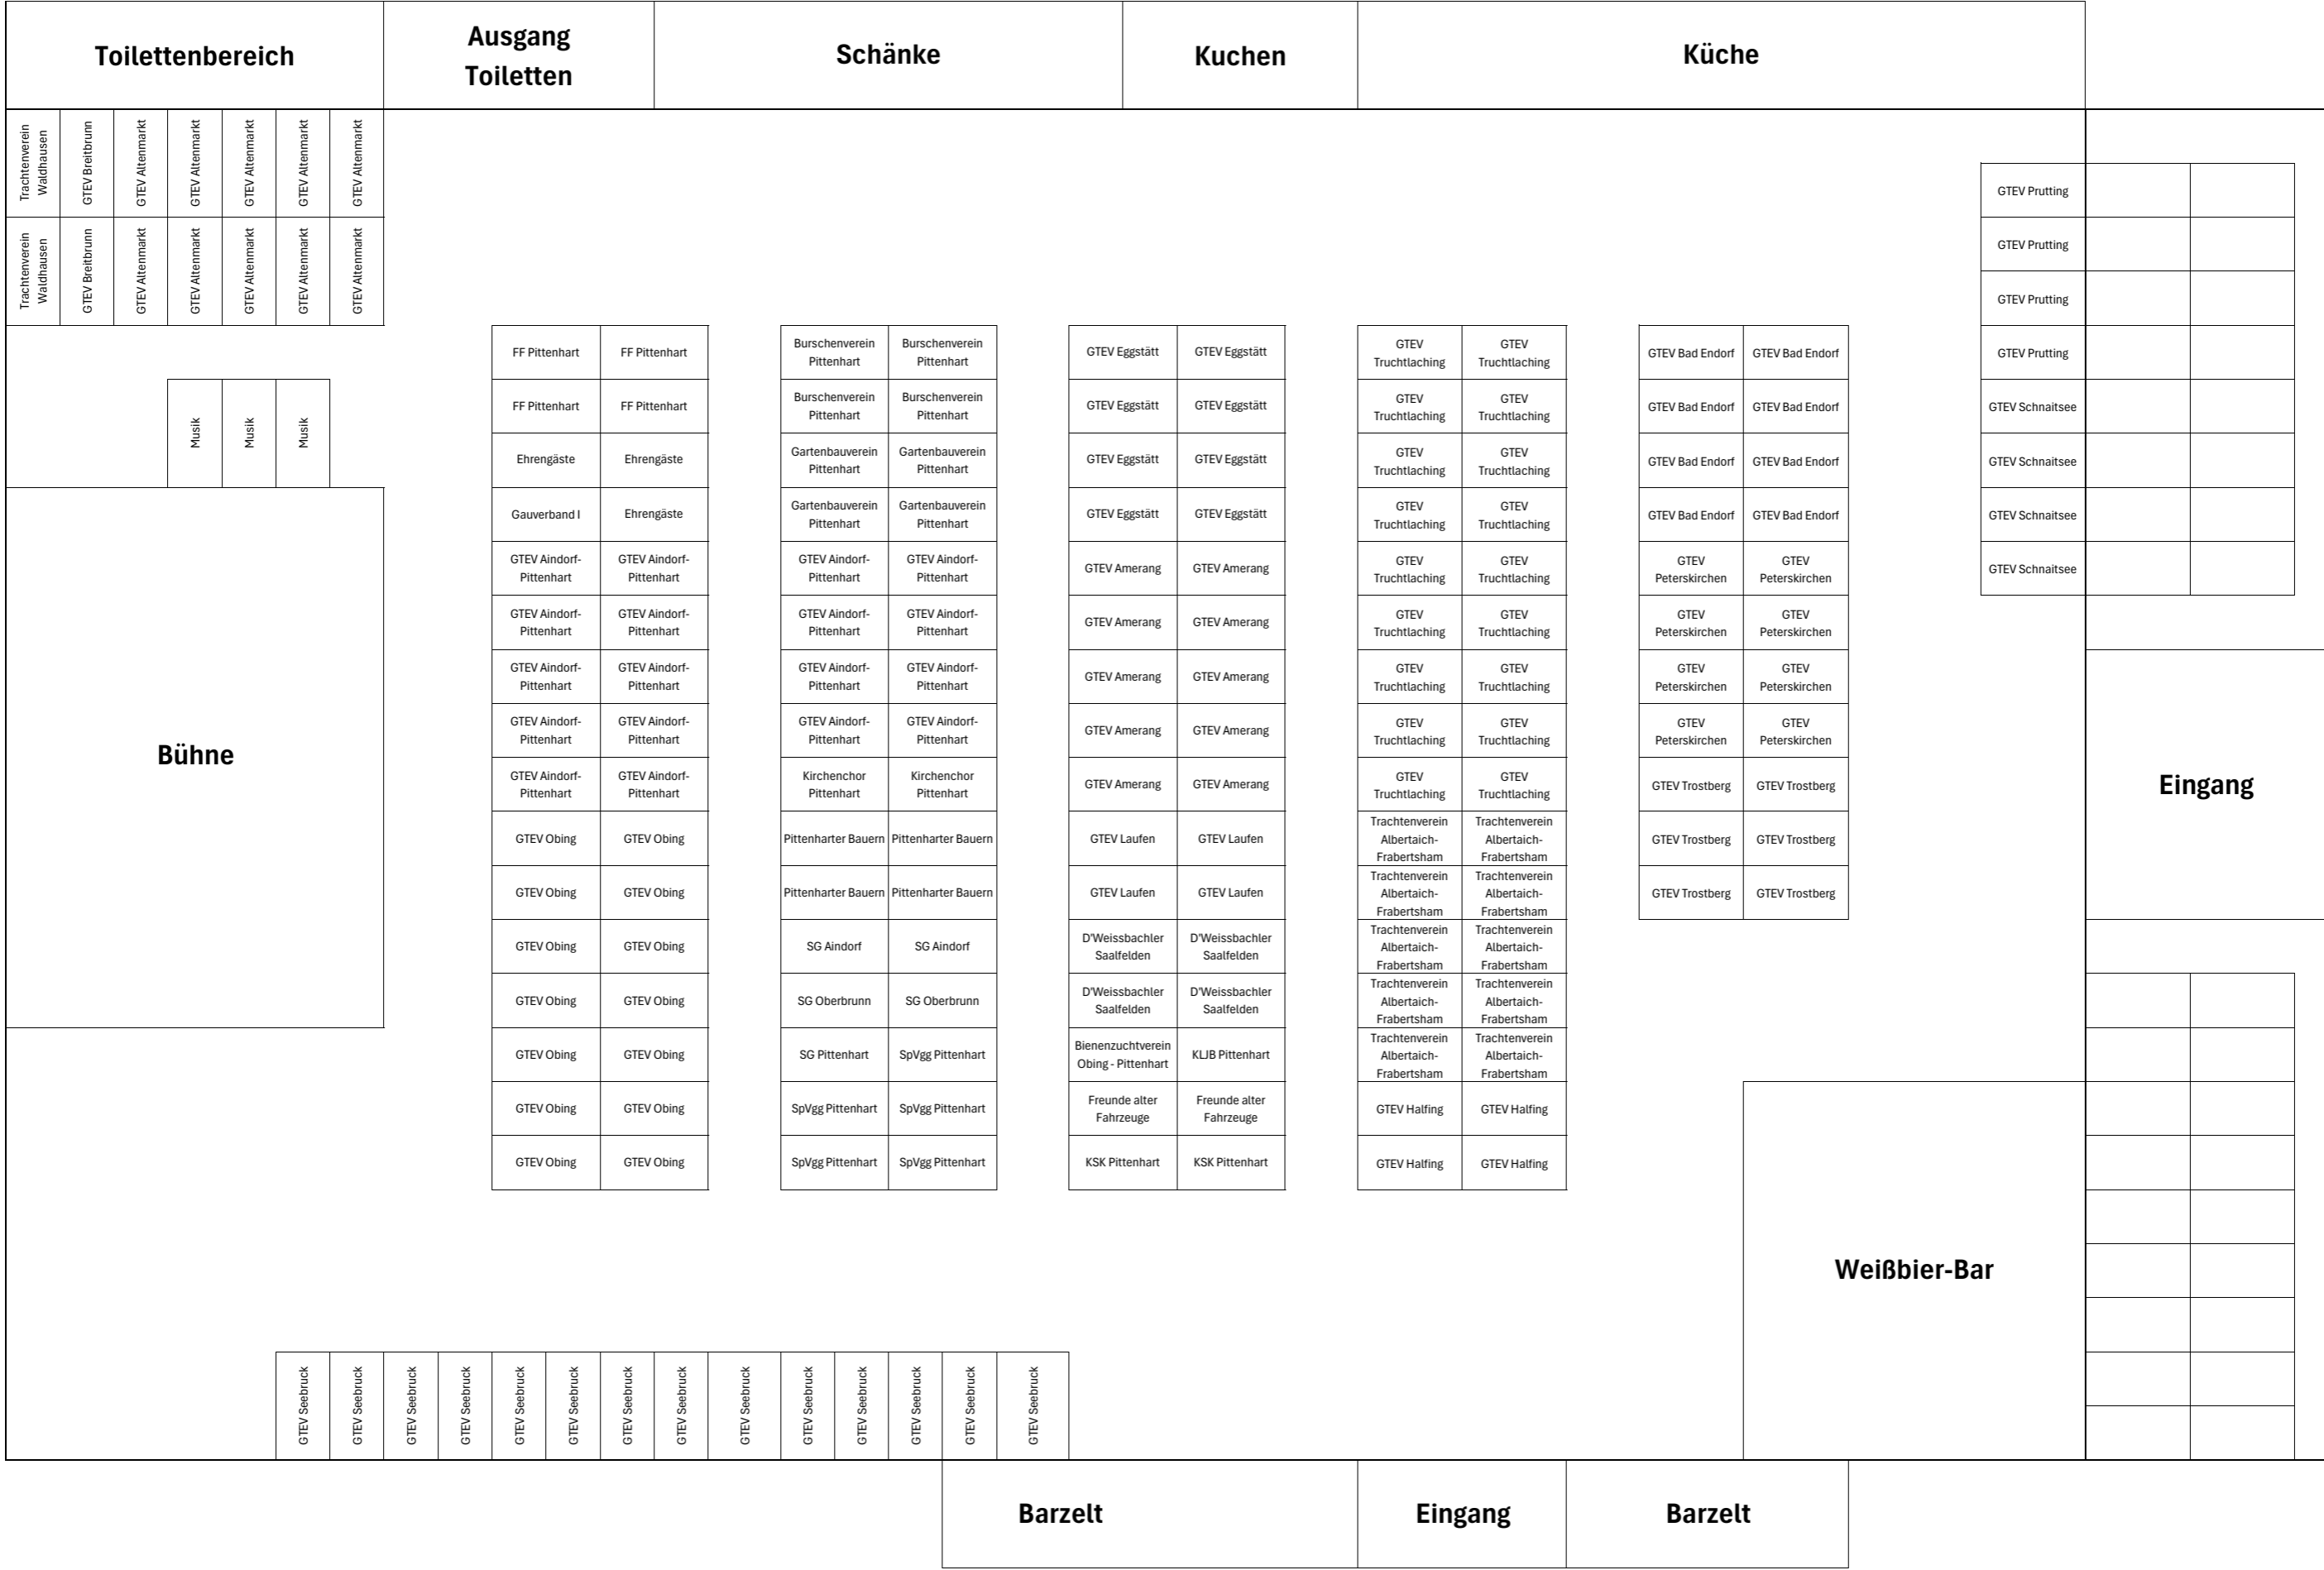 Toilettenbereich
Ausgang
Toiletten
Schänke
Kuchen
Küche
Trachtenverein
Waldhausen
GTEV Breitbrunn
GTEV Altenmarkt
GTEV Altenmarkt
GTEV Altenmarkt
GTEV Altenmarkt
GTEV Altenmarkt
Trachtenverein
Waldhausen
GTEV Breitbrunn
GTEV Altenmarkt
GTEV Altenmarkt
GTEV Altenmarkt
GTEV Altenmarkt
GTEV Altenmarkt
Musik
Musik
Musik
Bühne
FF Pittenhart FF Pittenhart
FF Pittenhart FF Pittenhart
Ehrengäste Ehrengäste
Gauverband I Ehrengäste
GTEV Aindorf- GTEV Aindorf-
Pittenhart Pittenhart
GTEV Aindorf- GTEV Aindorf-
Pittenhart Pittenhart
GTEV Aindorf- GTEV Aindorf-
Pittenhart Pittenhart
GTEV Aindorf- GTEV Aindorf-
Pittenhart Pittenhart
GTEV Aindorf- GTEV Aindorf-
Pittenhart Pittenhart
GTEV Obing GTEV Obing
GTEV Obing GTEV Obing
GTEV Obing GTEV Obing
GTEV Obing GTEV Obing
GTEV Obing GTEV Obing
GTEV Obing GTEV Obing
GTEV Obing GTEV Obing
Burschenverein Burschenverein
Pittenhart Pittenhart
Burschenverein Burschenverein
Pittenhart Pittenhart
Gartenbauverein Gartenbauverein
Pittenhart Pittenhart
Gartenbauverein Gartenbauverein
Pittenhart Pittenhart
GTEV Aindorf- GTEV Aindorf-
Pittenhart Pittenhart
GTEV Aindorf- GTEV Aindorf-
Pittenhart Pittenhart
GTEV Aindorf- GTEV Aindorf-
Pittenhart Pittenhart
GTEV Aindorf- GTEV Aindorf-
Pittenhart Pittenhart
Kirchenchor Kirchenchor
Pittenhart Pittenhart
Pittenharter Bauern Pittenharter Bauern
Pittenharter Bauern Pittenharter Bauern
SG Aindorf SG Aindorf
SG Oberbrunn SG Oberbrunn
SG Pittenhart SpVgg Pittenhart
SpVgg Pittenhart SpVgg Pittenhart
SpVgg Pittenhart SpVgg Pittenhart
GTEV Eggstätt GTEV Eggstätt
GTEV Eggstätt GTEV Eggstätt
GTEV Eggstätt GTEV Eggstätt
GTEV Eggstätt GTEV Eggstätt
GTEV Amerang GTEV Amerang
GTEV Amerang GTEV Amerang
GTEV Amerang GTEV Amerang
GTEV Amerang GTEV Amerang
GTEV Amerang GTEV Amerang
GTEV Laufen GTEV Laufen
GTEV Laufen GTEV Laufen
D'Weissbachler D'Weissbachler
Saalfelden Saalfelden
D'Weissbachler D'Weissbachler
Saalfelden Saalfelden
Bienenzuchtverein
Obing - Pittenhart
KLJB Pittenhart
Freunde alter Freunde alter
Fahrzeuge Fahrzeuge
KSK Pittenhart KSK Pittenhart
GTEV GTEV
Truchtlaching Truchtlaching
GTEV GTEV
Truchtlaching Truchtlaching
GTEV GTEV
Truchtlaching Truchtlaching
GTEV GTEV
Truchtlaching Truchtlaching
GTEV GTEV
Truchtlaching Truchtlaching
GTEV GTEV
Truchtlaching Truchtlaching
GTEV GTEV
Truchtlaching Truchtlaching
GTEV GTEV
Truchtlaching Truchtlaching
GTEV GTEV
Truchtlaching Truchtlaching
Trachtenverein Trachtenverein
Albertaich- Albertaich-
Frabertsham Frabertsham
Trachtenverein Trachtenverein
Albertaich- Albertaich-
Frabertsham Frabertsham
Trachtenverein Trachtenverein
Albertaich- Albertaich-
Frabertsham Frabertsham
Trachtenverein Trachtenverein
Albertaich- Albertaich-
Frabertsham Frabertsham
Trachtenverein Trachtenverein
Albertaich- Albertaich-
Frabertsham Frabertsham
GTEV Halfing GTEV Halfing
GTEV Halfing GTEV Halfing
GTEV Bad Endorf GTEV Bad Endorf
GTEV Bad Endorf GTEV Bad Endorf
GTEV Bad Endorf GTEV Bad Endorf
GTEV Bad Endorf GTEV Bad Endorf
GTEV GTEV
Peterskirchen Peterskirchen
GTEV GTEV
Peterskirchen Peterskirchen
GTEV GTEV
Peterskirchen Peterskirchen
GTEV GTEV
Peterskirchen Peterskirchen
GTEV Trostberg GTEV Trostberg
GTEV Trostberg GTEV Trostberg
GTEV Trostberg GTEV Trostberg
GTEV Prutting
GTEV Prutting
GTEV Prutting
GTEV Prutting
GTEV Schnaitsee
GTEV Schnaitsee
GTEV Schnaitsee
GTEV Schnaitsee
Eingang
Weißbier-Bar
GTEV Seebruck
GTEV Seebruck
GTEV Seebruck
GTEV Seebruck
GTEV Seebruck
GTEV Seebruck
GTEV Seebruck
GTEV Seebruck
GTEV Seebruck
GTEV Seebruck
GTEV Seebruck
GTEV Seebruck
GTEV Seebruck
GTEV Seebruck
Barzelt
Eingang
Barzelt